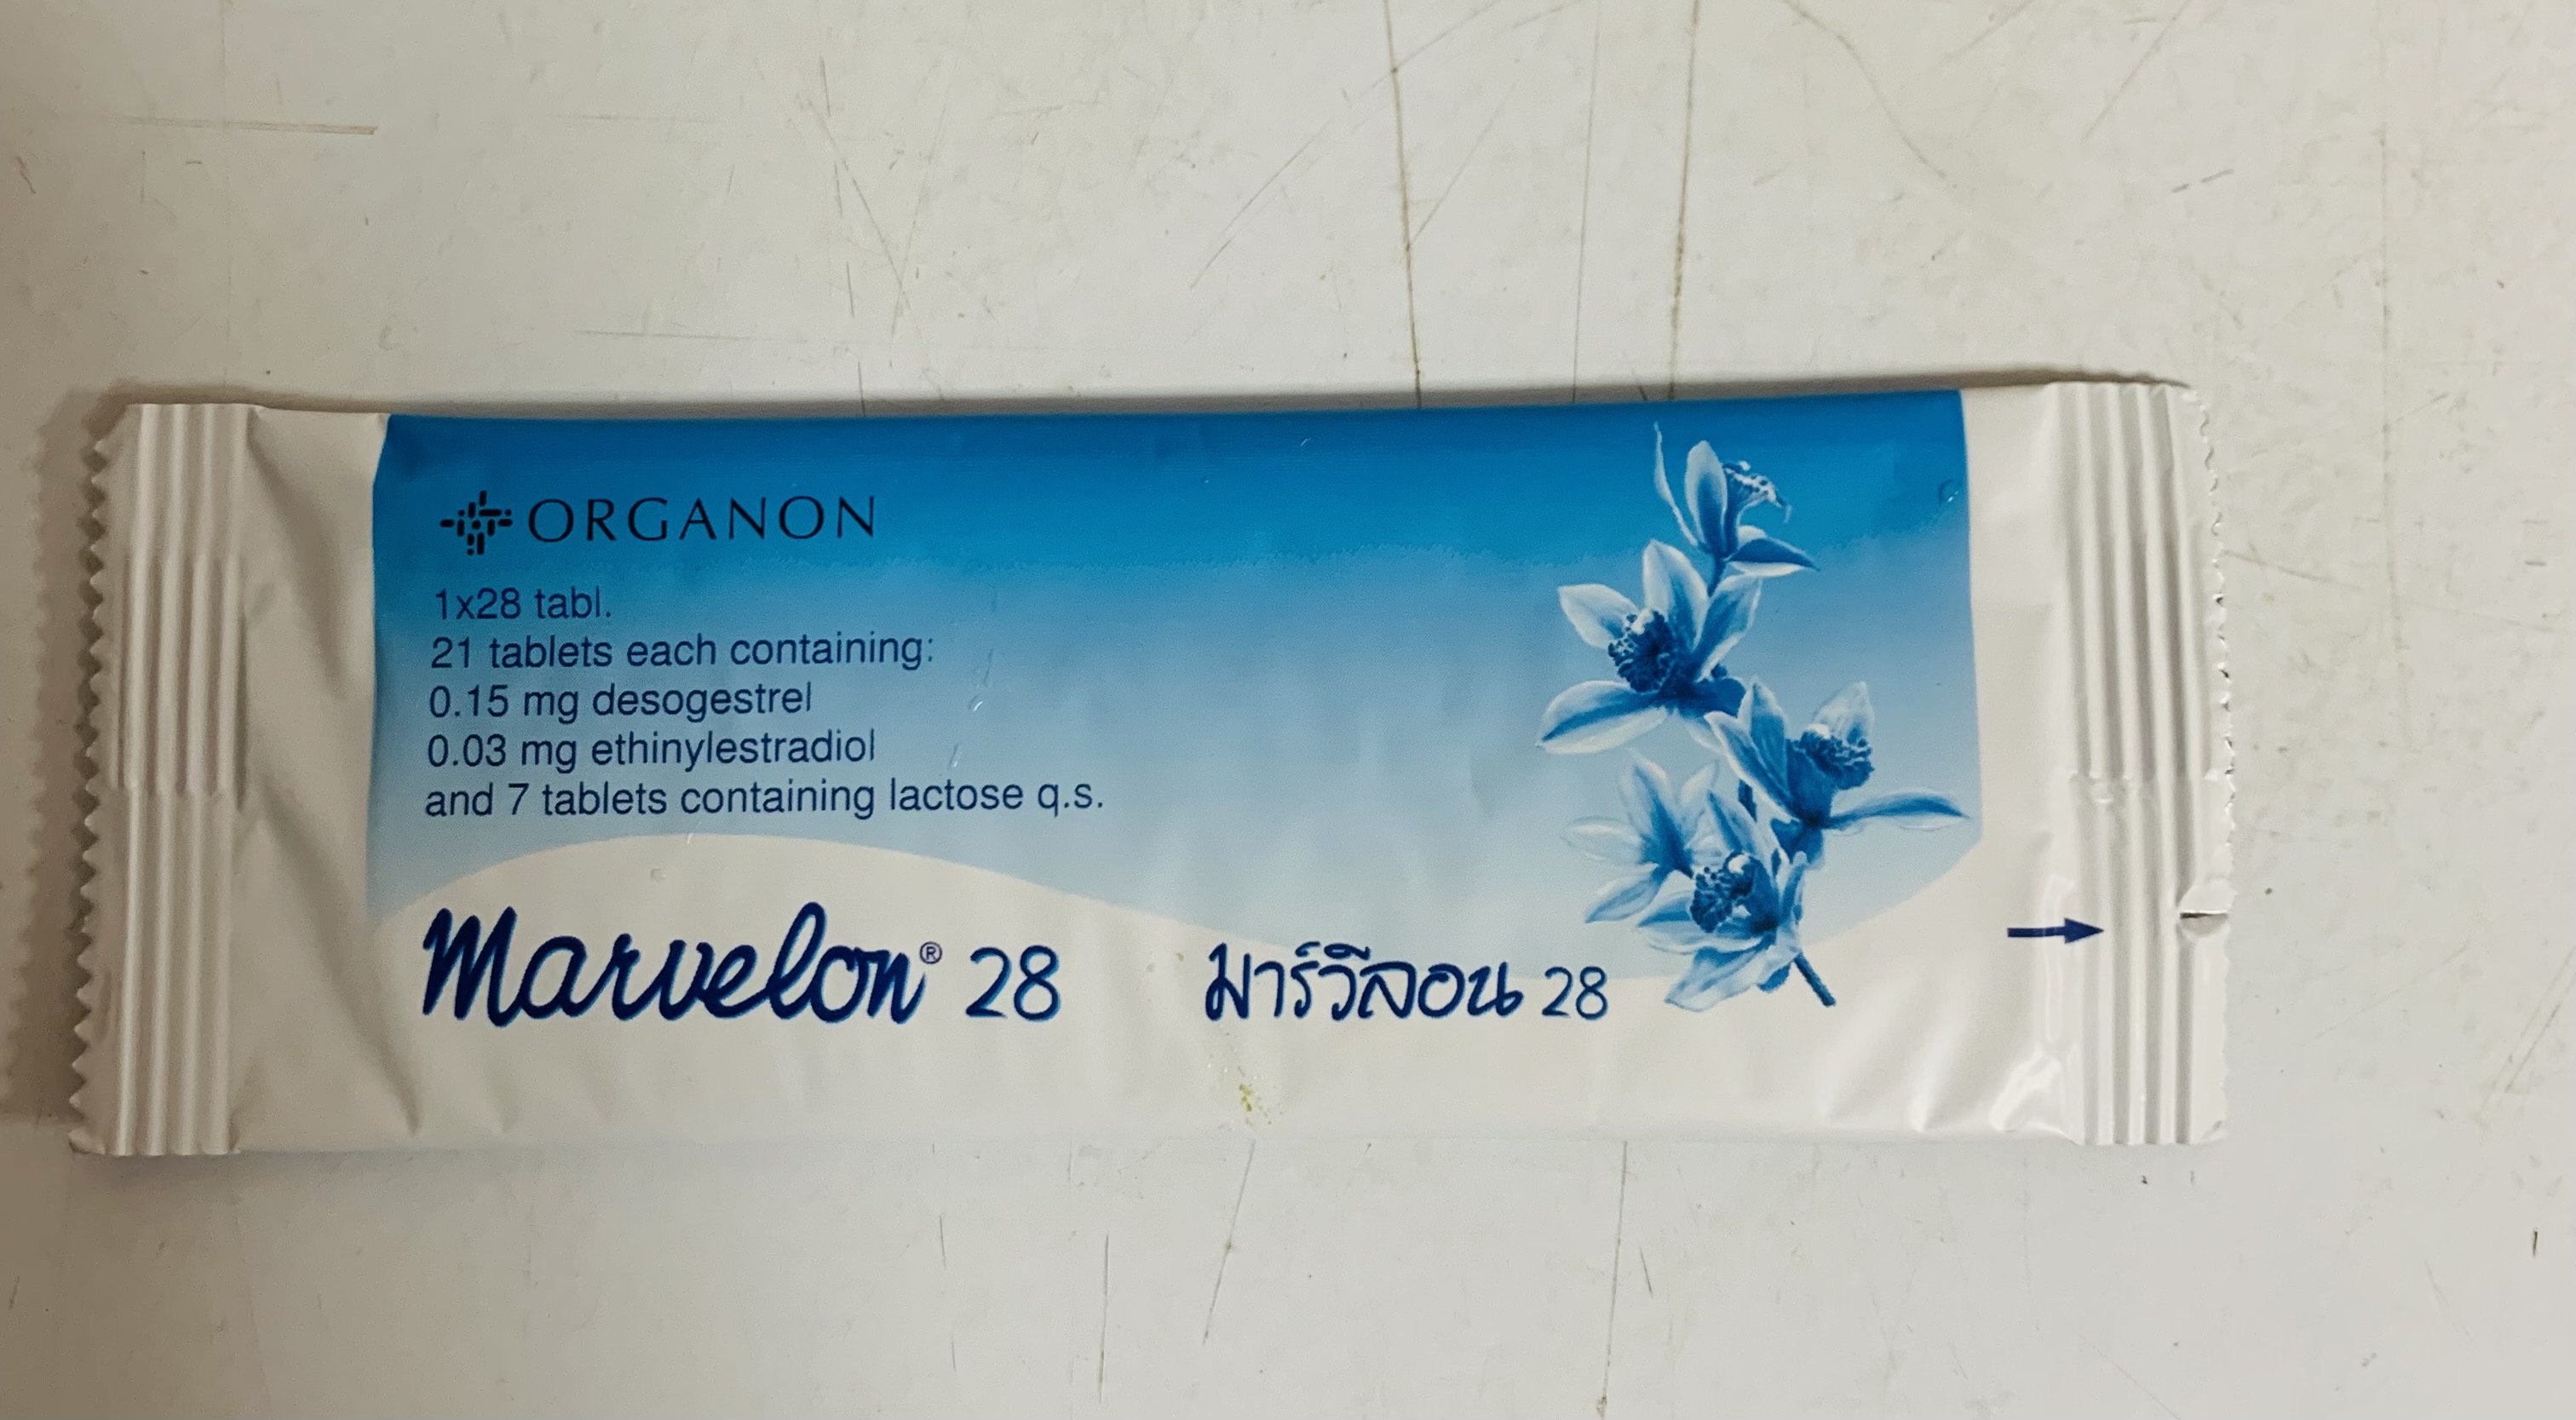 ORGANON
1x28 tabl.
21 tablets each containing:
0.15 mg desogestrel
0.03 mg ethinylestradiol
and 7 tablets containing lactose q.s.
Marvelon® 28 มาร์วีลอน 28